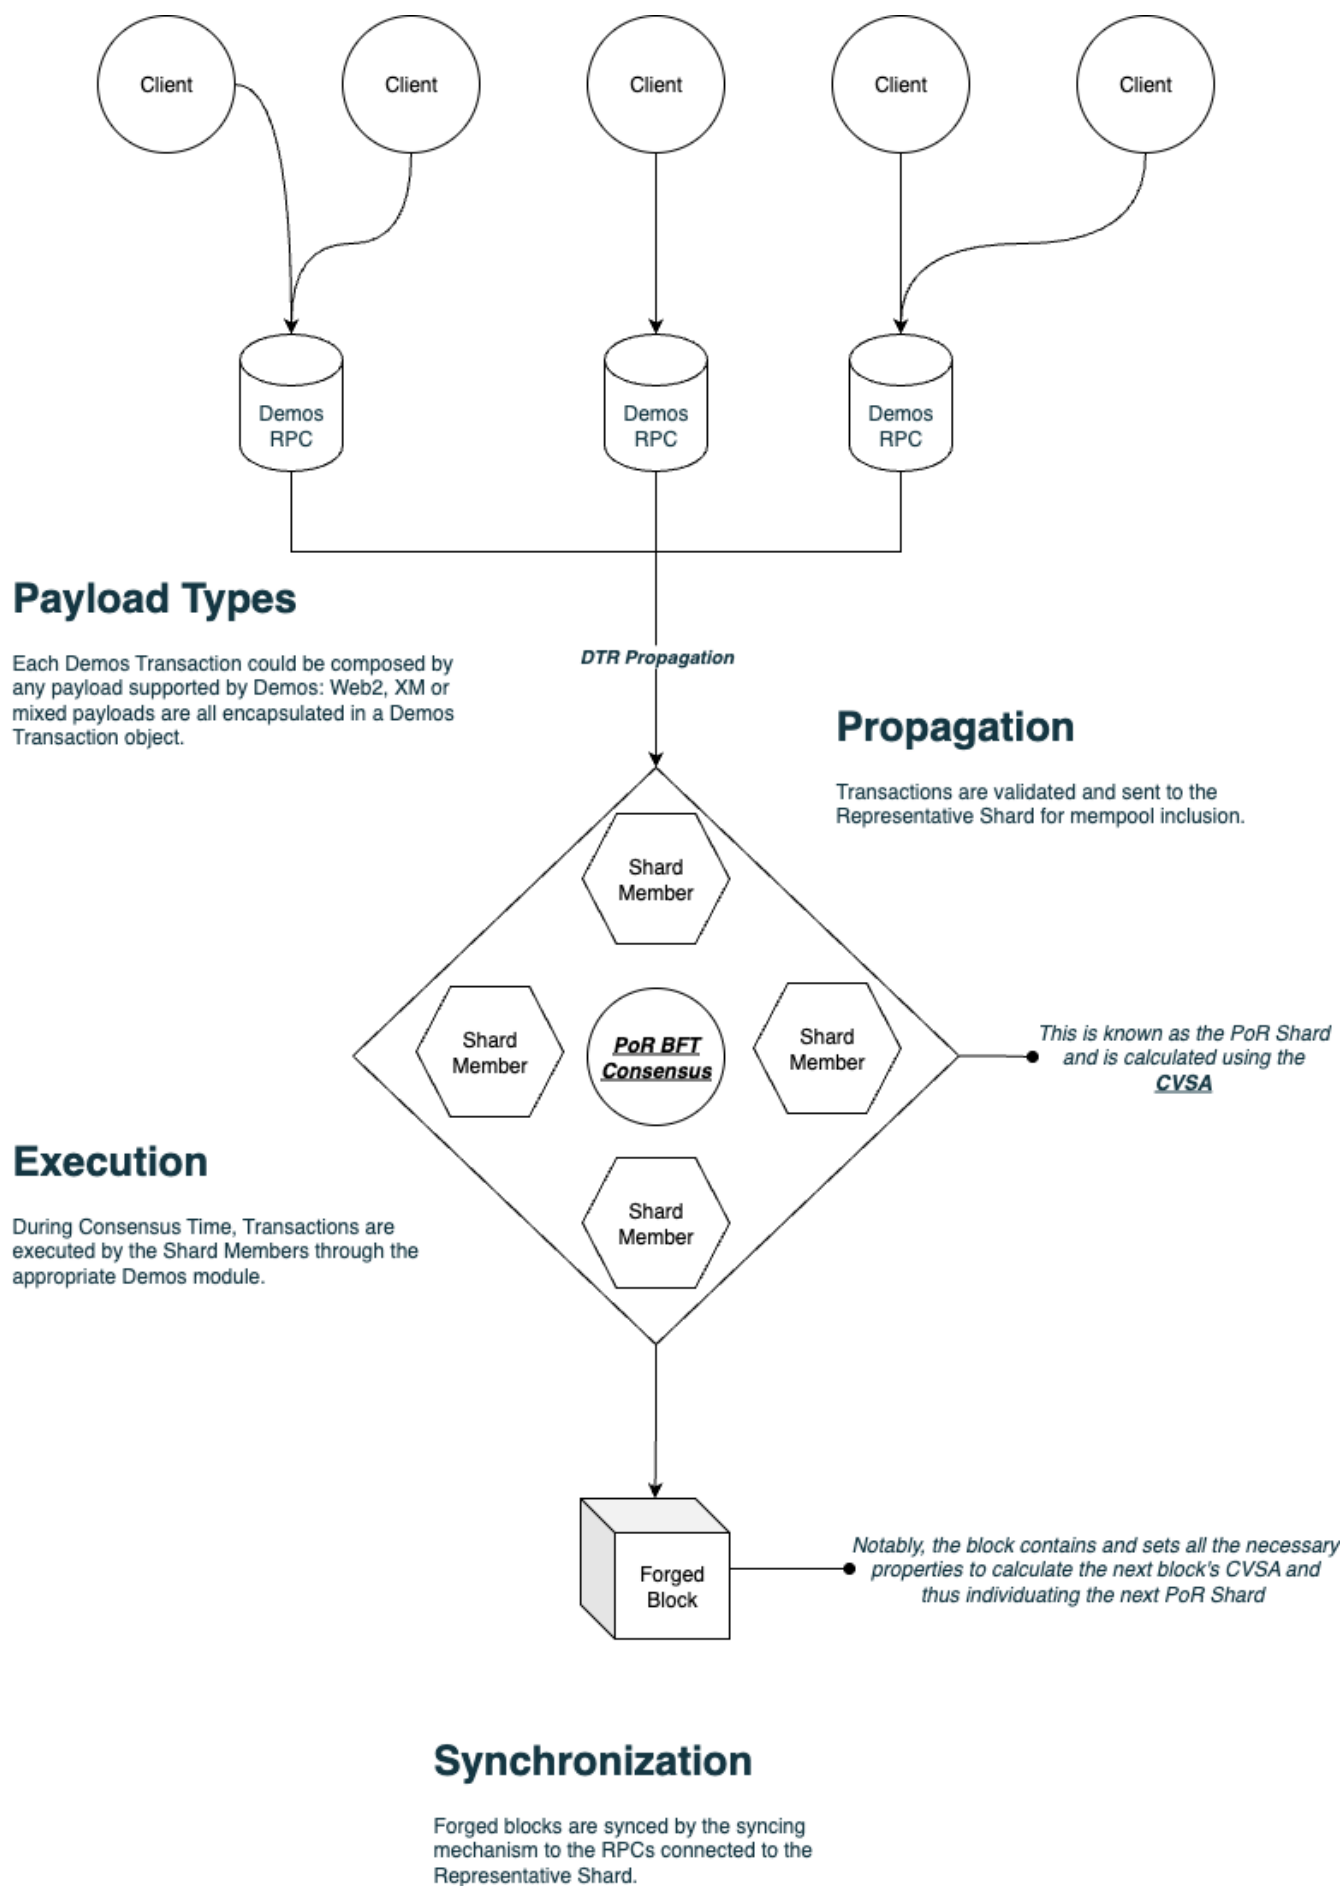 Client
Client
Client
Client
Client
Demos
RPC
Demos
RPC
Demos
RPC
Payload Types
Each Demos Transaction could be composed by
any payload supported by Demos: Web2, XM or
mixed payloads are all encapsulated in a Demos
Transaction object.
DTR Propagation
Propagation
Transactions are validated and sent to the
Representative Shard for mempool inclusion.
Shard
Member
Shard
Member
PoR BFT
Consensus
Shard
Member
This is known as the PoR Shard
and is calculated using the
CVSA
Execution
During Consensus Time, Transactions are
executed by the Shard Members through the
appropriate Demos module.
Shard
Member
Forged
Block
Notably, the block contains and sets all the necessary
properties to calculate the next block's CVSA and
thus individuating the next PoR Shard
Synchronization
Forged blocks are synced by the syncing
mechanism to the RPCs connected to the
Representative Shard.